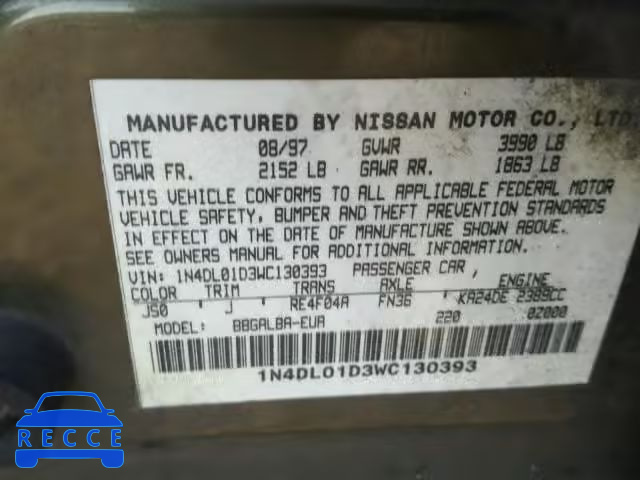 MANUFACTURED BY NISSAN MOTOR CO., LTD.
DATE 08/97 GVWR 3990 LB
GAWR FR. 2152 LB GAWR RR. 1863 LB
THIS VEHICLE CONFORMS TO ALL APPLICABLE FEDERAL MOTOR
VEHICLE SAFETY, BUMPER AND THEFT PREVENTION STANDARDS
IN EFFECT ON THE DATE OF MANUFACTURE SHOWN ABOVE.
SEE OWNERS MANUAL FOR ADDITIONAL INFORMATION.
VIN: 1N4DL01D3WC130393 PASSENGER CAR,
COLOR TRIM TRANS AXLE ENGINE
JS0 J RE4F04A FN36 KA24DE 2389CC
MODEL: BBGALBA-EUA 220 02000
1N4DL01D3WC130393
RECCE